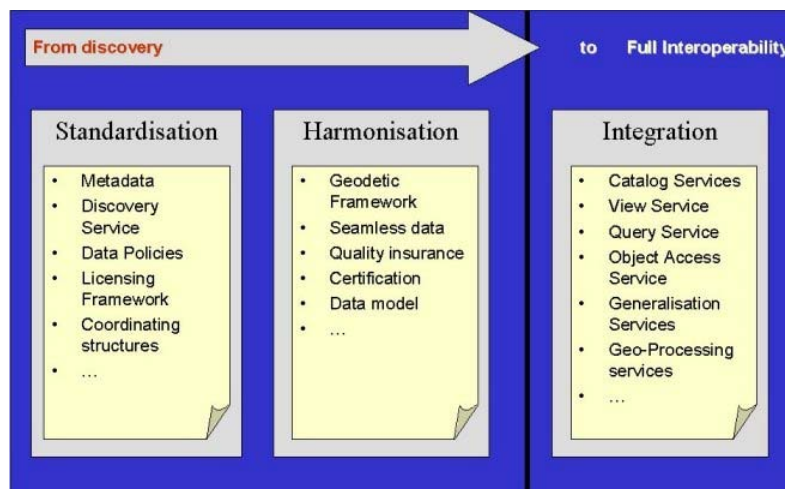 From discovery
to Full Interoperability
Standardisation
• Metadata
• Discovery
Service
• Data Policies
• Licensing
Framework
• Coordinating
structures
• ...
Harmonisation
• Geodetic
Framework
• Seamless data
• Quality insurance
• Certification
• Data model
• ...
Integration
• Catalog Services
• View Service
• Query Service
• Object Access
Service
• Generalisation
Services
• Geo-Processing
services
• ...